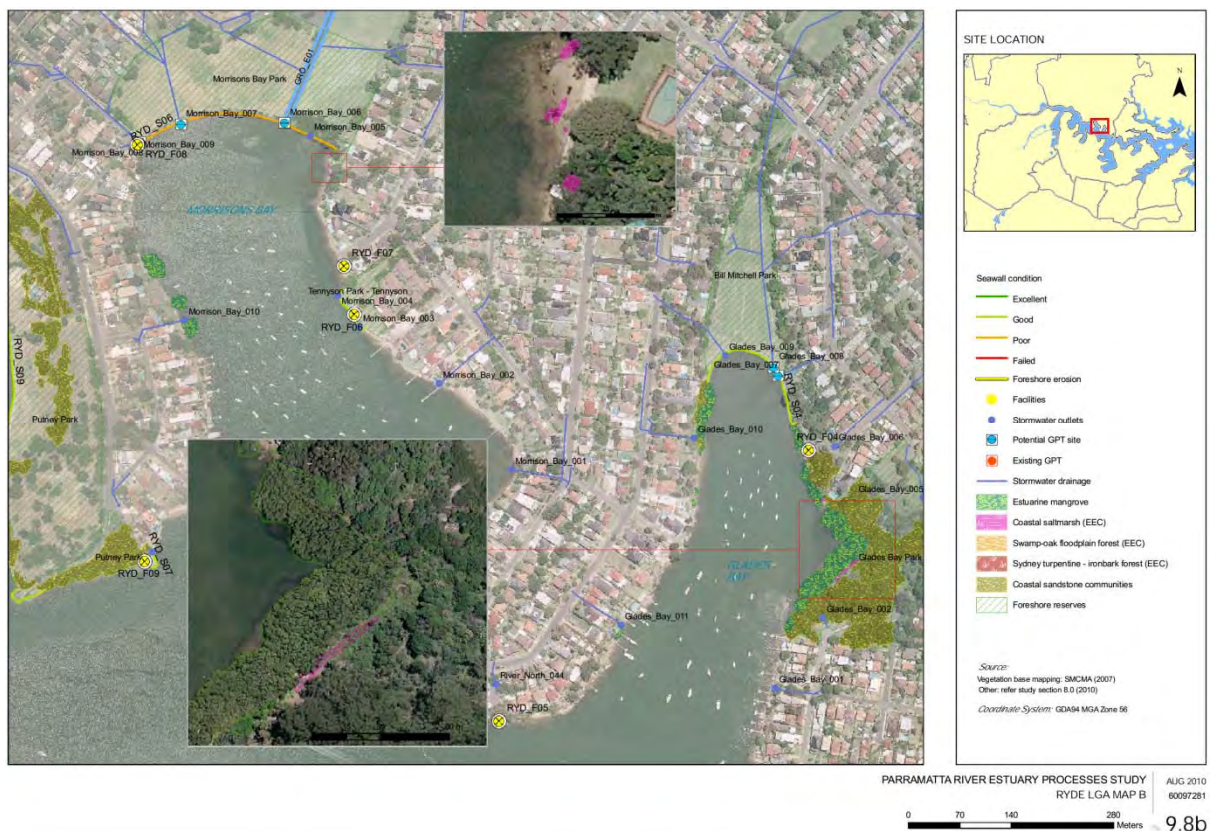 Morrisons Bay Park
GRO_E01
RYD_S06
Morrison_Bay_007
Morrison_Bay_006
Morrison_Bay_005
Morrison_Bay_009
RYD_F08
MORRISONS BAY
RYD_F07
Tennyson Park - Tennyson
Morrison_Bay_004
Morrison_Bay_003
RYD_F06
Morrison_Bay_010
Morrison_Bay_002
Morrison_Bay_001
Bill Mitchell Park
Glades_Bay_009
Glades_Bay_008
Glades_Bay_007
RYD_S04
Glades_Bay_010
RYD_F04
Glades_Bay_006
Glades_Bay_005
Glades Bay Park
GLADES
BAY
Glades_Bay_002
Glades_Bay_011
Glades_Bay_001
River_North_044
RYD_F05
RYD_S09
Putney Park
Putney Park
RYD_S07
RYD_F09
SITE LOCATION
N
Seawall condition
Excellent
Good
Poor
Failed
Foreshore erosion
Facilities
Stormwater outlets
Potential GPT site
Existing GPT
Stormwater drainage
Estuarine mangrove
Coastal saltmarsh (EEC)
Swamp-oak floodplain forest (EEC)
Sydney turpentine - ironbark forest (EEC)
Coastal sandstone communities
Foreshore reserves
Source:
Vegetation base mapping: SMCMA (2007)
Other: refer study section 8.0 (2010)
Coordinate System: GDA94 MGA Zone 56
PARRAMATTA RIVER ESTUARY PROCESSES STUDY
AUG 2010
RYDE LGA MAP B
60097281
0 70 140 280
Meters
9.8b